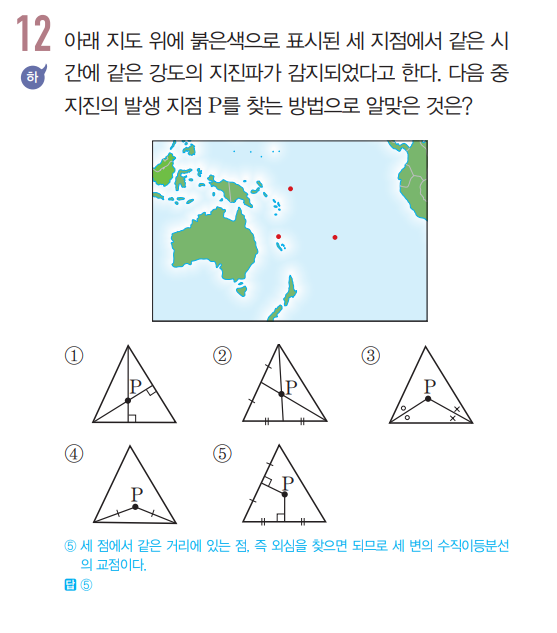 12
하
아래 지도 위에 붉은색으로 표시된 세 지점에서 같은 시
간에 같은 강도의 지진파가 감지되었다고 한다. 다음 중
지진의 발생 지점 P를 찾는 방법으로 알맞은 것은?
① P
② P
③ P
④ P
⑤ P
⑤ 세 점에서 같은 거리에 있는 점, 즉 외심을 찾으면 되므로 세 변의 수직이등분선
의 교점이다.
답 ⑤